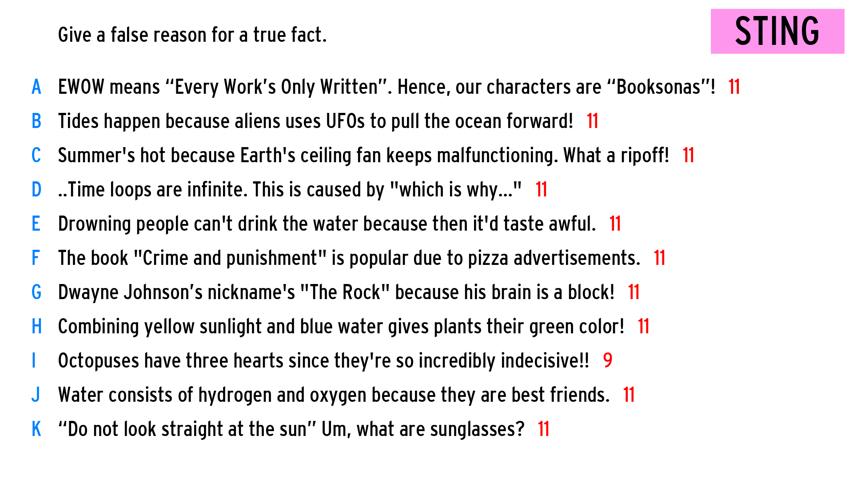 Give a false reason for a true fact.
STING
A EWOW means “Every Work’s Only Written”. Hence, our characters are “Booksonas”! 11
B Tides happen because aliens uses UFOs to pull the ocean forward! 11
C Summer's hot because Earth's ceiling fan keeps malfunctioning. What a ripoff! 11
D ..Time loops are infinite. This is caused by "which is why..." 11
E Drowning people can't drink the water because then it'd taste awful. 11
F The book "Crime and punishment" is popular due to pizza advertisements. 11
G Dwayne Johnson’s nickname's "The Rock" because his brain is a block! 11
H Combining yellow sunlight and blue water gives plants their green color! 11
I Octopuses have three hearts since they're so incredibly indecisive!! 9
J Water consists of hydrogen and oxygen because they are best friends. 11
K “Do not look straight at the sun” Um, what are sunglasses? 11